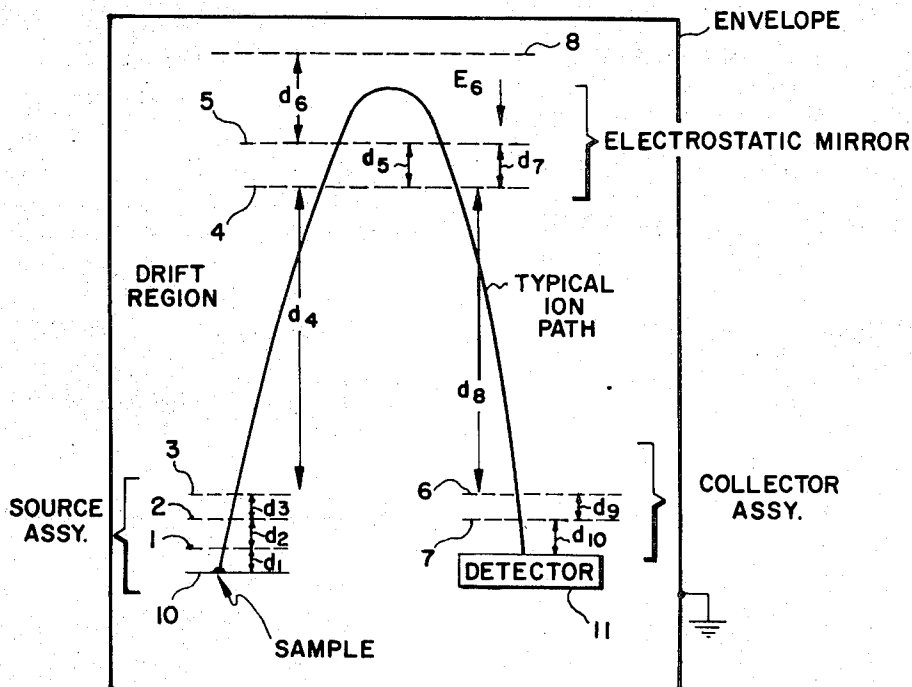 ENVELOPE
8
d6
E6
5
ELECTROSTATIC MIRROR
d5
d7
4
DRIFT
REGION
TYPICAL
ION
PATH
d4
d8
3
6
COLLECTOR
ASSY.
SOURCE
ASSY.
2
d3
d9
1
d2
7
d10
d1
DETECTOR
10
11
SAMPLE